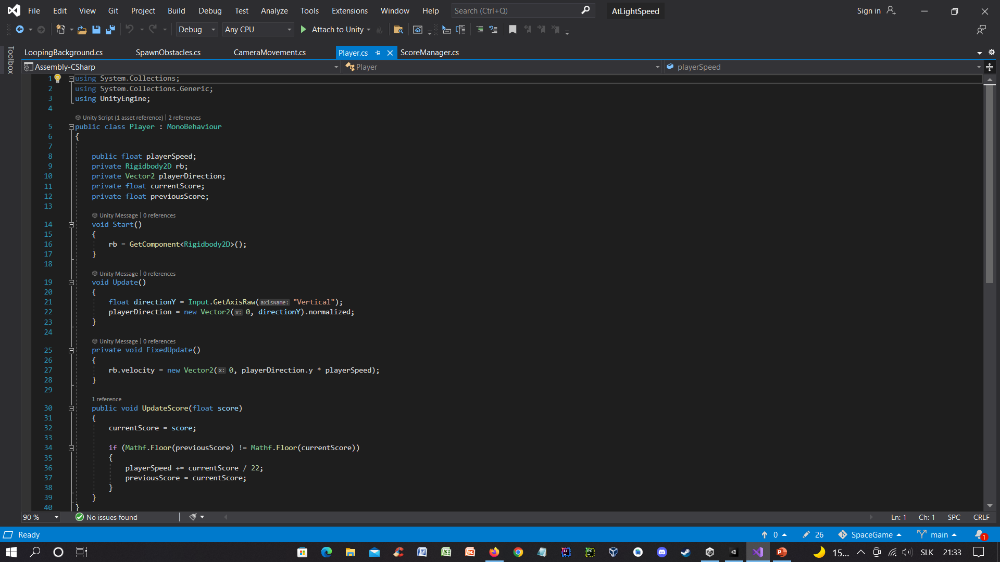 File Edit View Git Project Build Debug Test Analyze Tools Extensions Window Help Search (Ctrl+Q) AtLightSpeed Sign in
Debug Any CPU Attach to Unity
Toolbox
LoopingBackground.cs SpawnObstacles.cs CameraMovement.cs Player.cs ScoreManager.cs
Assembly-CSharp Player playerSpeed
1 using System.Collections;
2 using System.Collections.Generic;
3 using UnityEngine;
4
Unity Script (1 asset reference) | 2 references
5 public class Player : MonoBehaviour
6 {
7
8 public float playerSpeed;
9 private Rigidbody2D rb;
10 private Vector2 playerDirection;
11 private float currentScore;
12 private float previousScore;
13
Unity Message | 0 references
14 void Start()
15 {
16 rb = GetComponent<Rigidbody2D>();
17 }
18
Unity Message | 0 references
19 void Update()
20 {
21 float directionY = Input.GetAxisRaw(axisName: "Vertical");
22 playerDirection = new Vector2(x: 0, directionY).normalized;
23 }
24
Unity Message | 0 references
25 private void FixedUpdate()
26 {
27 rb.velocity = new Vector2(x: 0, playerDirection.y * playerSpeed);
28 }
29
1 reference
30 public void UpdateScore(float score)
31 {
32 currentScore = score;
33
34 if (Mathf.Floor(previousScore) != Mathf.Floor(currentScore))
35 {
36 playerSpeed += currentScore / 22;
37 previousScore = currentScore;
38 }
39 }
40 }
90 % No issues found Ln: 1 Ch: 1 SPC CRLF
Ready 0 26 SpaceGame main 1
15... SLK 21:33